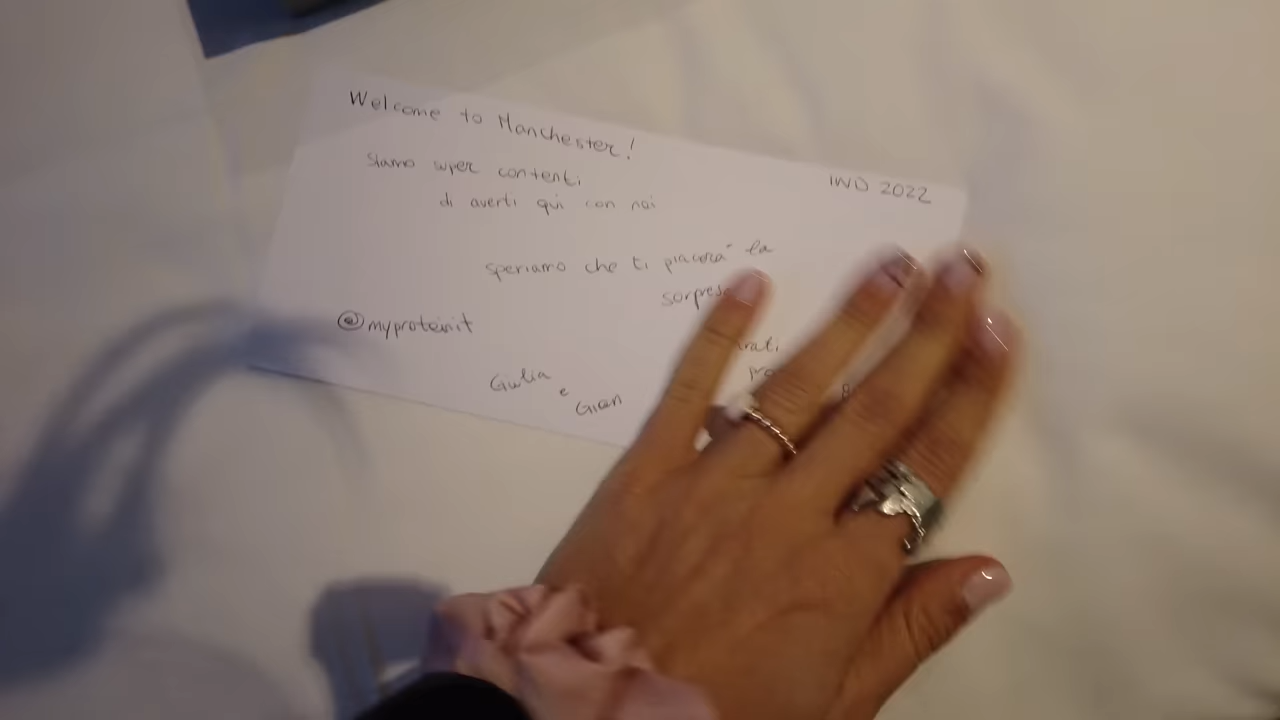 Welcome to Manchester!
IWD 2022
Siamo super contenti
di averti qui con noi
speriamo che ti piacerà la
@myproteinit
Giulia
e
Gian